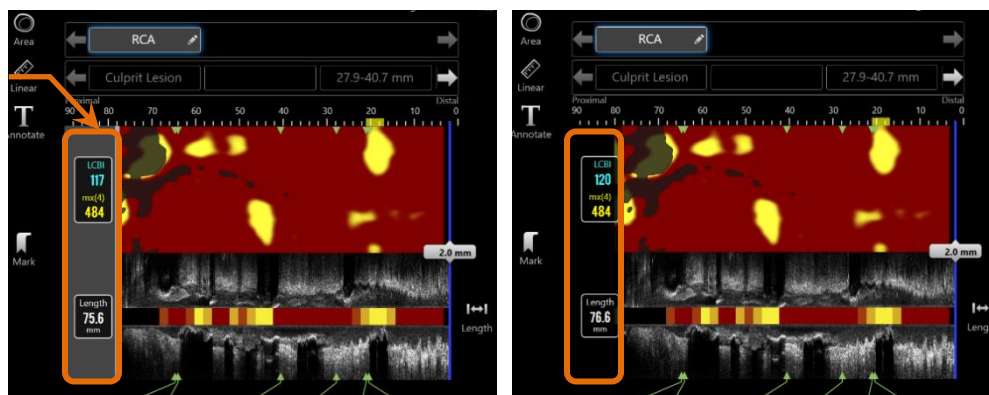 Area
RCA
Linear
Culprit Lesion
27.9-40.7 mm
Proximal
Distal
90 80 70 60 50 40 30 20 10 0
T
Annotate
LCBI
117
mx(4)
484
Mark
2.0 mm
Length
75.6
mm
Length
Area
RCA
Linear
Culprit Lesion
27.9-40.7 mm
Proximal
Distal
90 80 70 60 50 40 30 20 10 0
T
Annotate
LCBI
120
mx(4)
484
Mark
2.0 mm
Length
76.6
mm
Leng